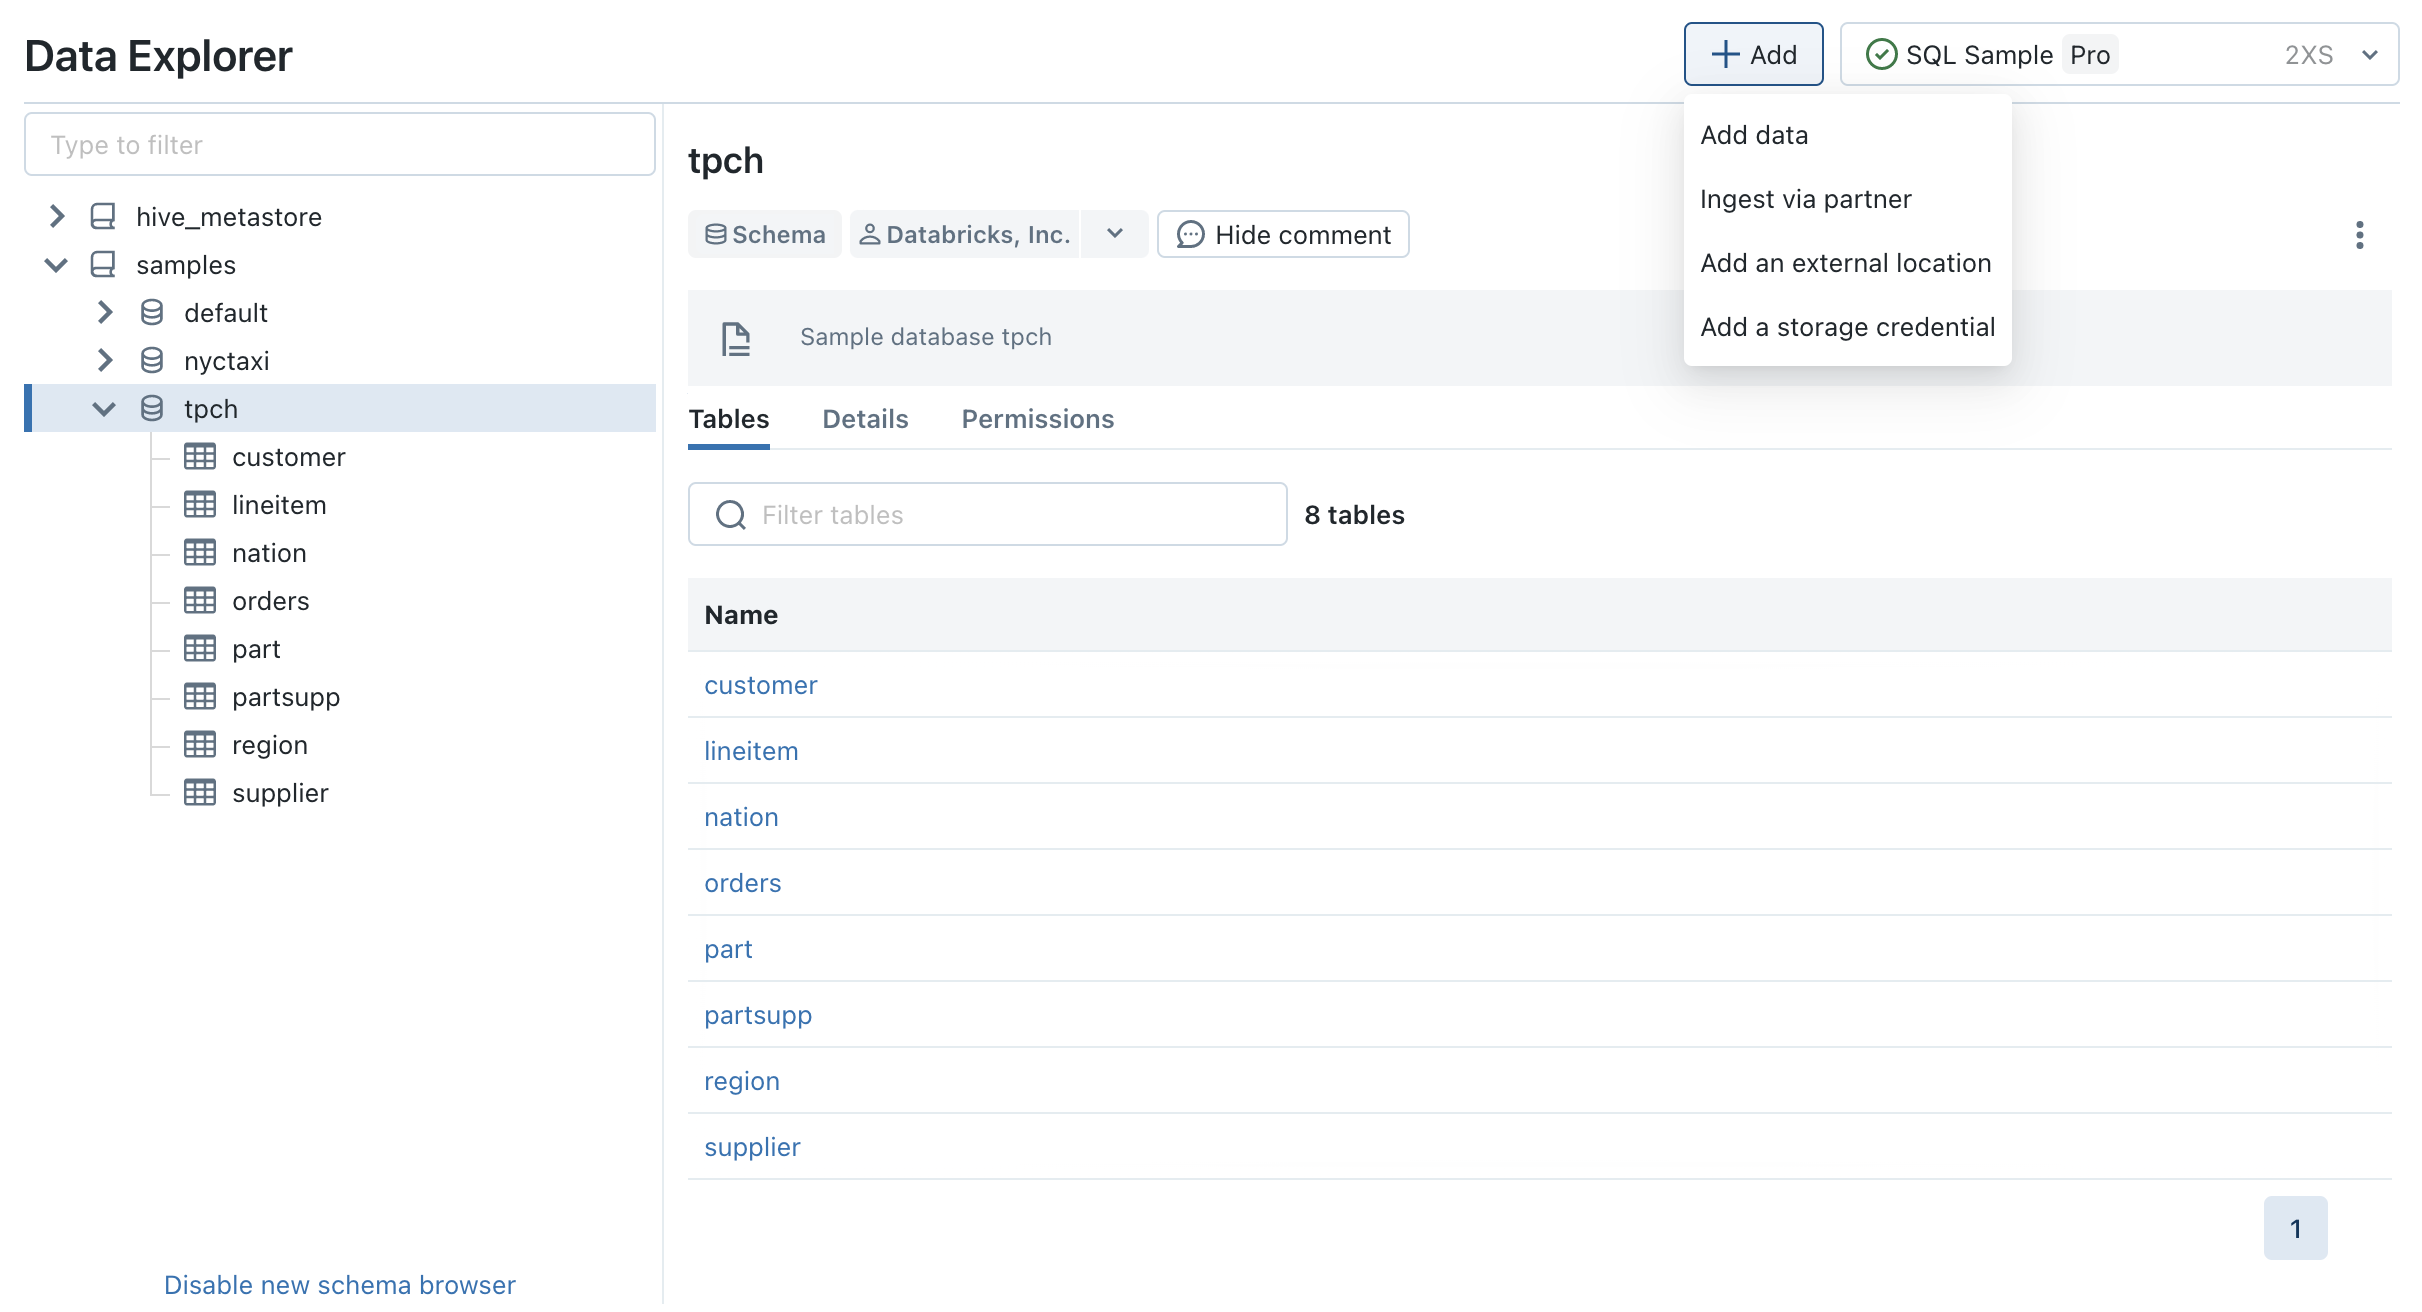 Data Explorer
Add
SQL Sample Pro 2XS
Add data
Ingest via partner
Add an external location
Add a storage credential
Type to filter
hive_metastore
samples
default
nyctaxi
tpch
customer
lineitem
nation
orders
part
partsupp
region
supplier
Disable new schema browser
tpch
Schema Databricks, Inc. Hide comment
Sample database tpch
Tables Details Permissions
Filter tables 8 tables
Name
customer
lineitem
nation
orders
part
partsupp
region
supplier
1